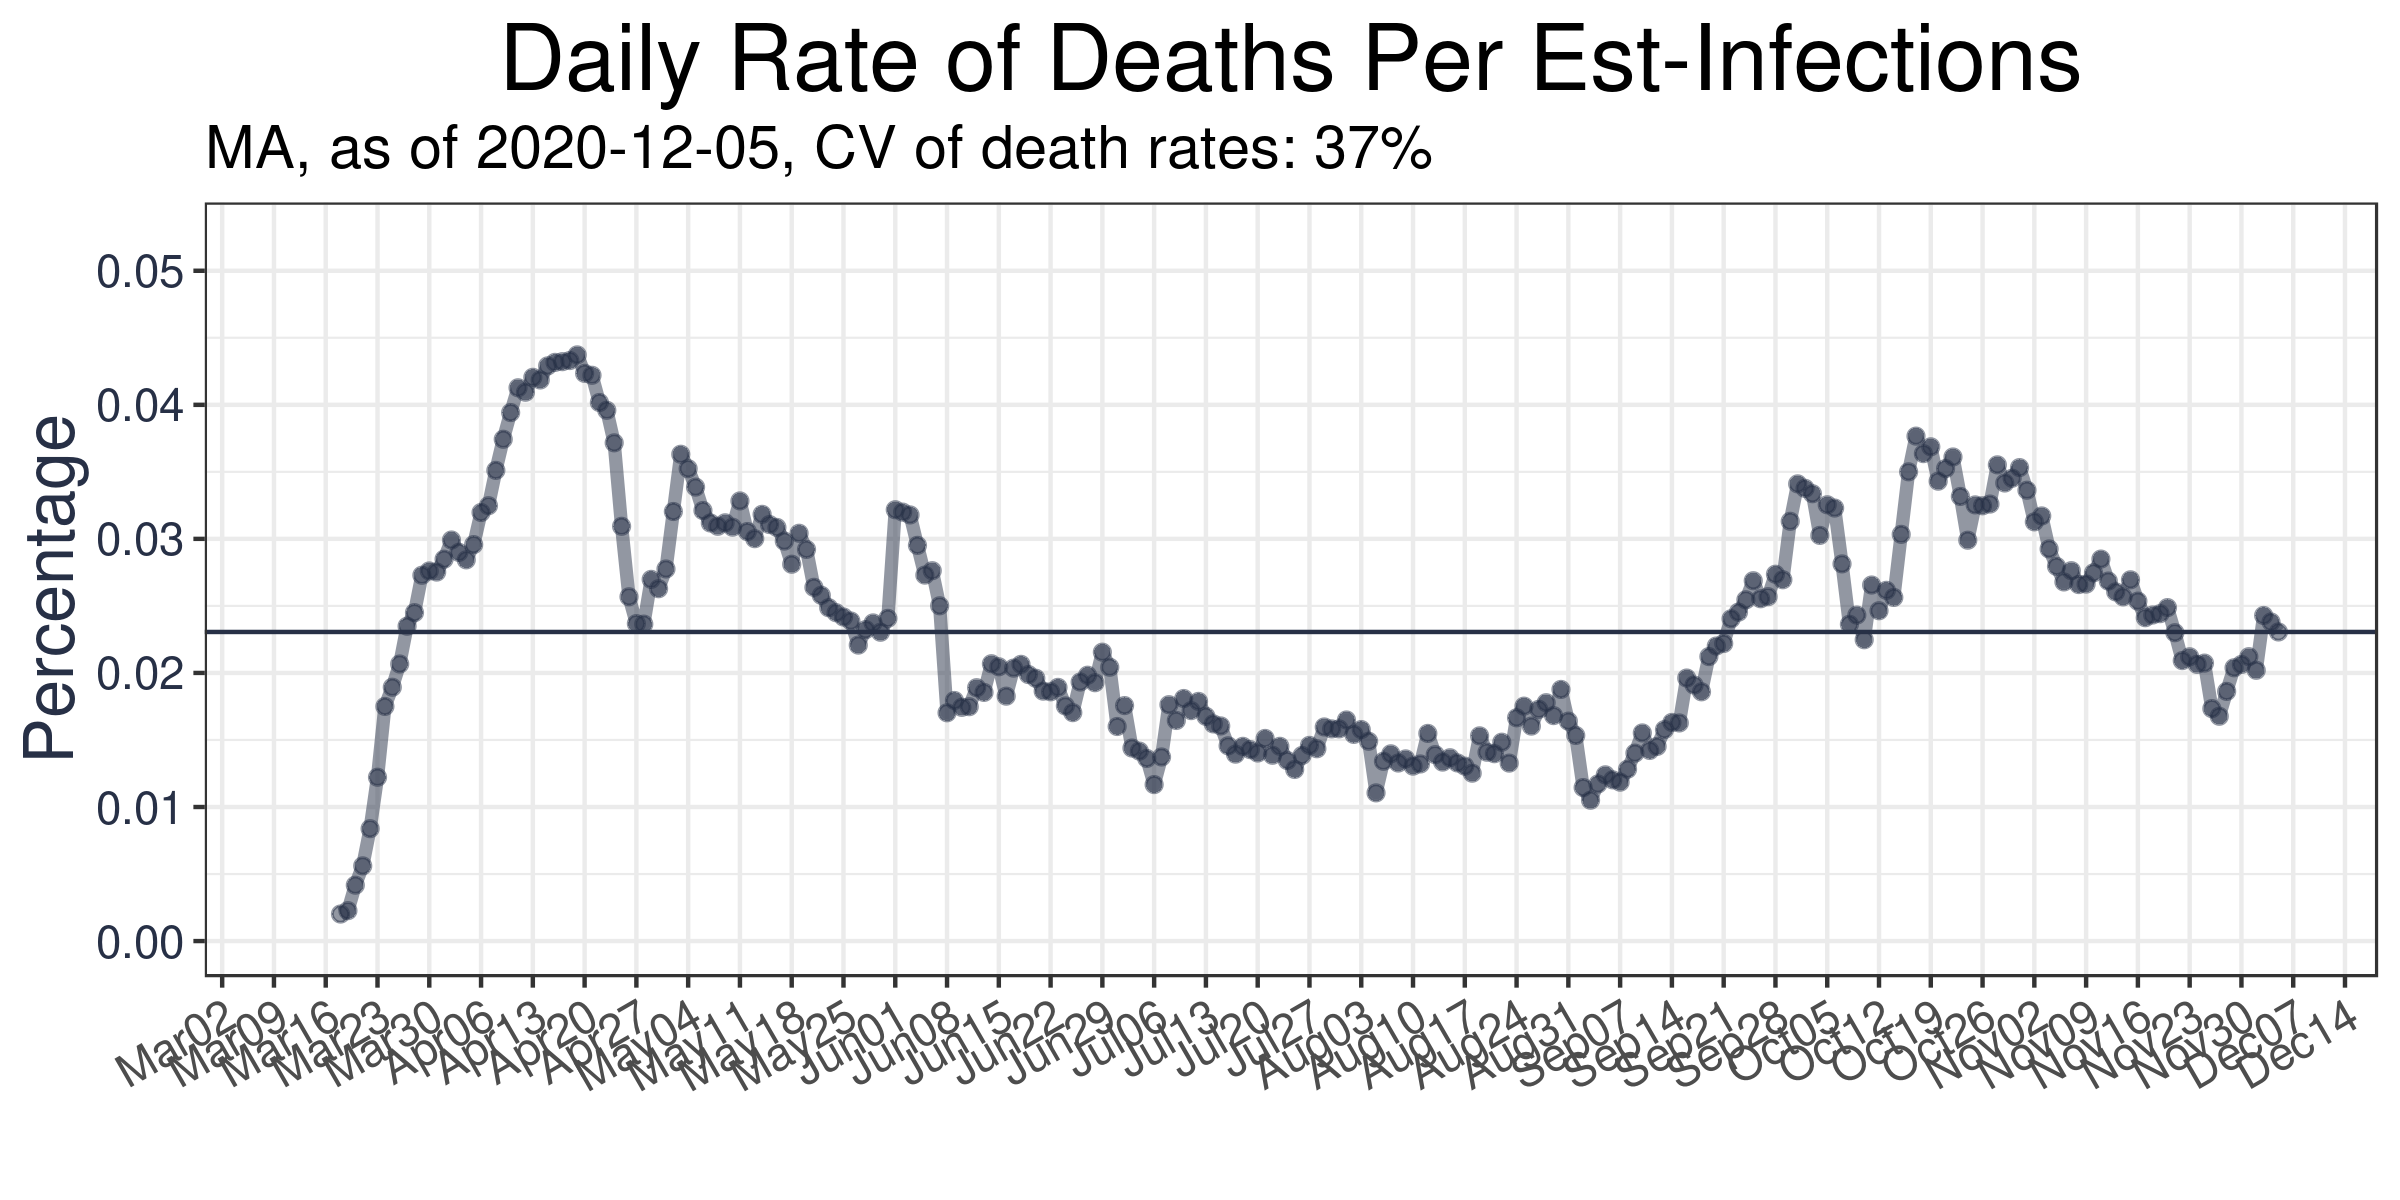 Daily Rate of Deaths Per Est-Infections
MA, as of 2020-12-05, CV of death rates: 37%
Percentage
0.05
0.04
0.03
0.02
0.01
0.00
Mar02
Mar09
Mar16
Mar23
Mar30
Apr06
Apr13
Apr20
Apr27
May04
May11
May18
May25
Jun01
Jun08
Jun15
Jun22
Jun29
Jul06
Jul13
Jul20
Jul27
Aug03
Aug10
Aug17
Aug24
Aug31
Sep07
Sep14
Sep21
Sep28
Oct05
Oct12
Oct19
Oct26
Nov02
Nov09
Nov16
Nov23
Nov30
Dec07
Dec14